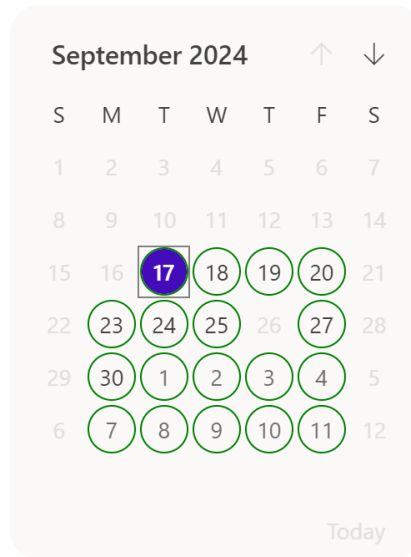 September 2024
S M T W T F S
1 2 3 4 5 6 7
8 9 10 11 12 13 14
15 16 17 18 19 20 21
22 23 24 25 26 27 28
29 30 1 2 3 4 5
6 7 8 9 10 11 12
Today